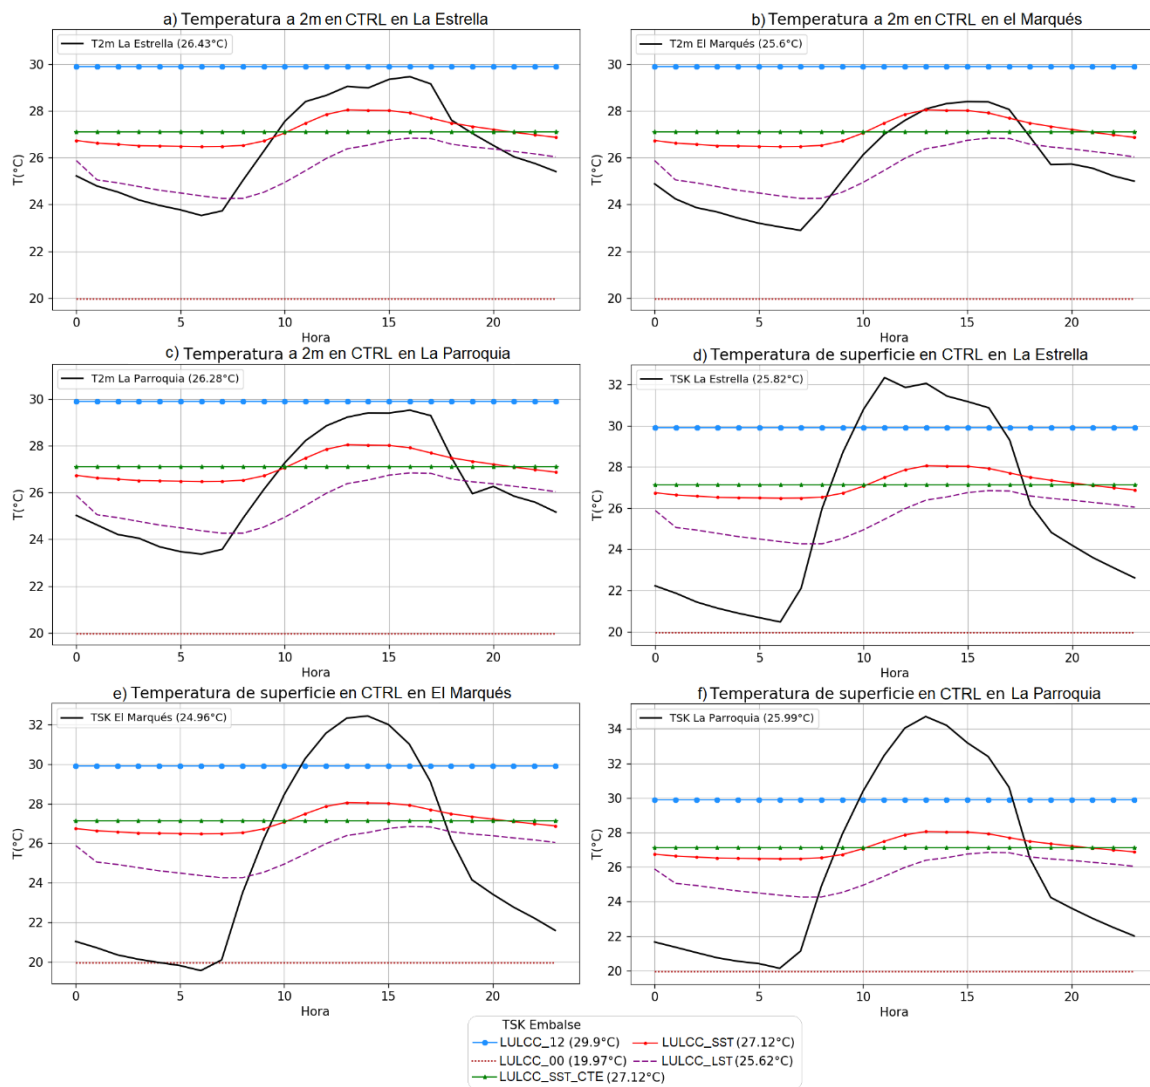 a) Temperatura a 2m en CTRL en La Estrella
T2m La Estrella (26.43°C)
T(°C)
30
28
26
24
22
20
0 5 10 15 20
Hora
b) Temperatura a 2m en CTRL en el Marqués
T2m El Marqués (25.6°C)
T(°C)
30
28
26
24
22
20
0 5 10 15 20
Hora
c) Temperatura a 2m en CTRL en La Parroquia
T2m La Parroquia (26.28°C)
T(°C)
30
28
26
24
22
20
0 5 10 15 20
Hora
d) Temperatura de superficie en CTRL en La Estrella
TSK La Estrella (25.82°C)
T(°C)
32
30
28
26
24
22
20
0 5 10 15 20
Hora
e) Temperatura de superficie en CTRL en El Marqués
TSK El Marqués (24.96°C)
T(°C)
32
30
28
26
24
22
20
0 5 10 15 20
Hora
f) Temperatura de superficie en CTRL en La Parroquia
TSK La Parroquia (25.99°C)
T(°C)
34
32
30
28
26
24
22
20
0 5 10 15 20
Hora
TSK Embalse
LULCC_12 (29.9°C) LULCC_SST (27.12°C)
LULCC_00 (19.97°C) LULCC_LST (25.62°C)
LULCC_SST_CTE (27.12°C)